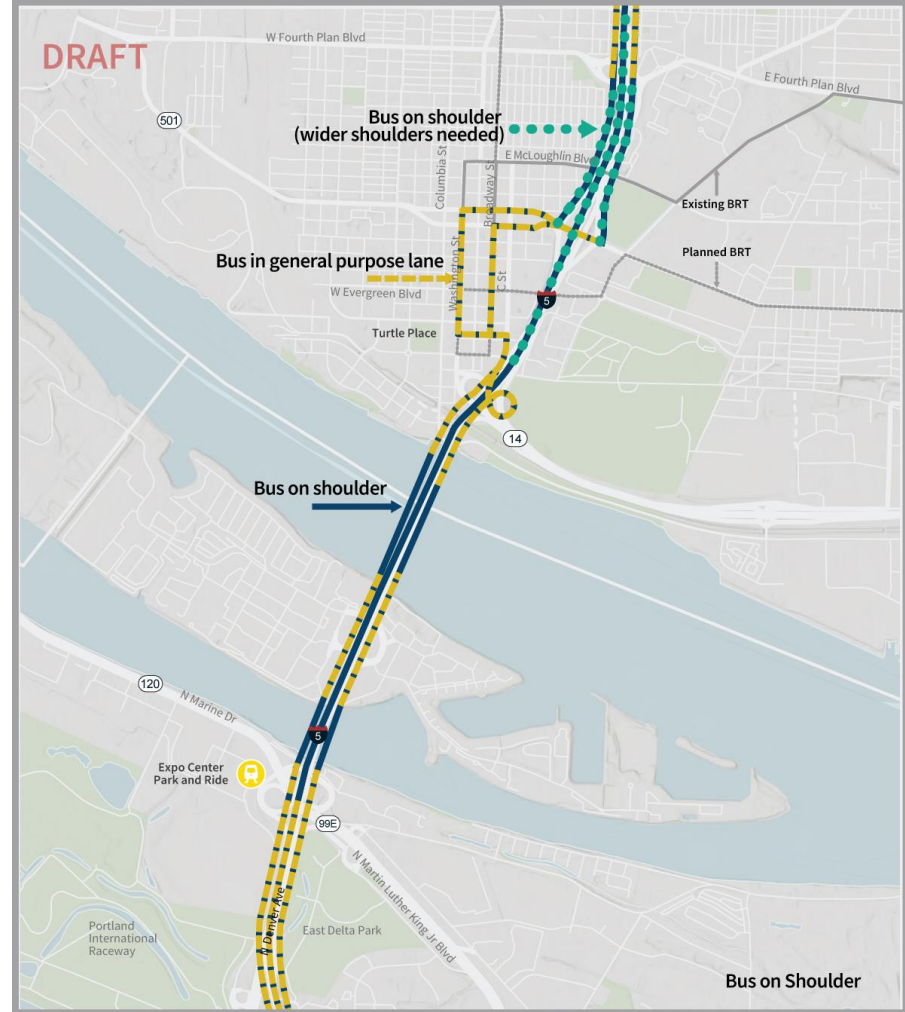 DRAFT
W Fourth Plan Blvd
E Fourth Plan Blvd
501
Bus on shoulder
(wider shoulders needed)
Columbia St
Broadway St
E McLoughlin Blvd
Existing BRT
Planned BRT
Bus in general purpose lane
Washington St
C St
W Evergreen Blvd
5
Turtle Place
14
Bus on shoulder
120
N Marine Dr
5
Expo Center
Park and Ride
99E
N Martin Luther King Jr Blvd
N Denver Ave
Portland
International
Raceway
East Delta Park
Bus on Shoulder